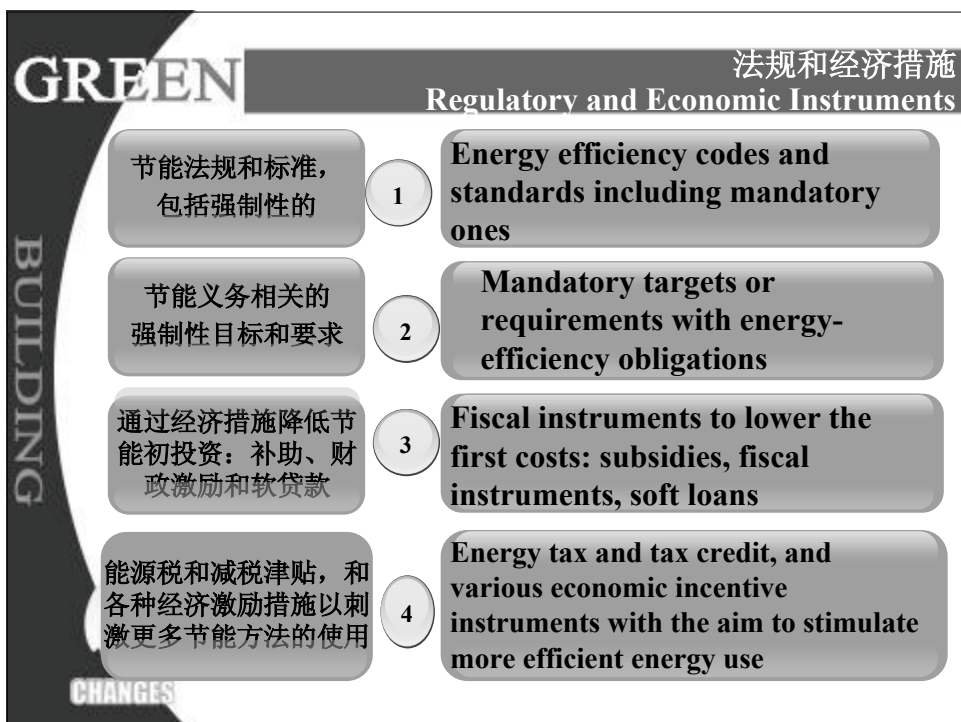 GREEN
法规和经济措施
Regulatory and Economic Instruments
BUILDING
节能法规和标准，
包括强制性的
1
Energy efficiency codes and
standards including mandatory
ones
节能义务相关的
强制性目标和要求
2
Mandatory targets or
requirements with energy-
efficiency obligations
通过经济措施降低节
能初投资：补助、财
政激励和软贷款
3
Fiscal instruments to lower the
first costs: subsidies, fiscal
instruments, soft loans
能源税和减税津贴，和
各种经济激励措施以刺
激更多节能方法的使用
4
Energy tax and tax credit, and
various economic incentive
instruments with the aim to stimulate
more efficient energy use
CHANGES